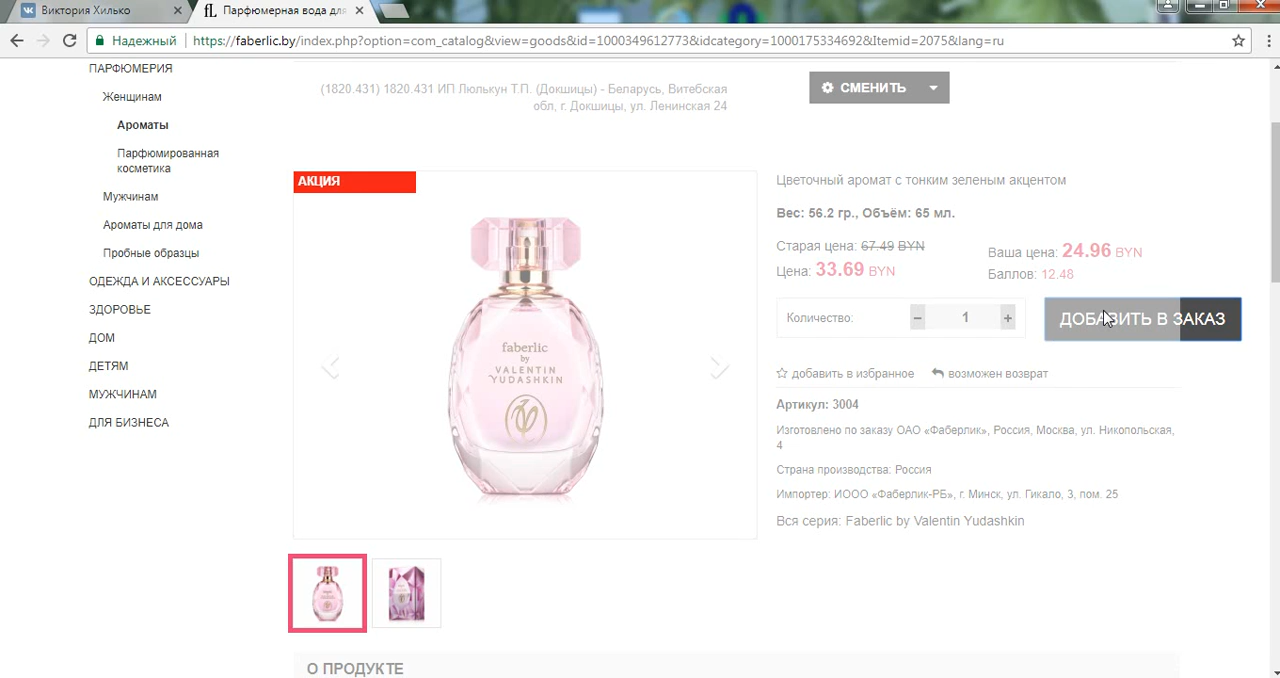 Виктория Хилько
fL Парфюмерная вода для
Надежный
https://faberlic.by/index.php?option=com_catalog&view=goods&id=1000349612773&idcategory=1000175334692&Itemid=2075&lang=ru
ПАРФЮМЕРИЯ
Женщинам
Ароматы
Парфюмированная
косметика
Мужчинам
Ароматы для дома
Пробные образцы
ОДЕЖДА И АКСЕССУАРЫ
ЗДОРОВЬЕ
ДОМ
ДЕТЯМ
МУЖЧИНАМ
ДЛЯ БИЗНЕСА
(1820.431) 1820.431 ИП Люлькун Т.П. (Докшицы) - Беларусь, Витебская
обл, г. Докшицы, ул. Ленинская 24
СМЕНИТЬ
АКЦИЯ
faberlic
by
VALENTIN
YUDASHKIN
Цветочный аромат с тонким зеленым акцентом
Вес: 56.2 гр., Объём: 65 мл.
Старая цена: 67.49 BYN
Цена: 33.69 BYN
Ваша цена: 24.96 BYN
Баллов: 12.48
Количество: − 1 +
ДОБАВИТЬ В ЗАКАЗ
добавить в избранное
возможен возврат
Артикул: 3004
Изготовлено по заказу ОАО «Фаберлик», Россия, Москва, ул. Никопольская,
4
Страна производства: Россия
Импортер: ИООО «Фаберлик-РБ», г. Минск, ул. Гикало, 3, пом. 25
Вся серия: Faberlic by Valentin Yudashkin
О ПРОДУКТЕ